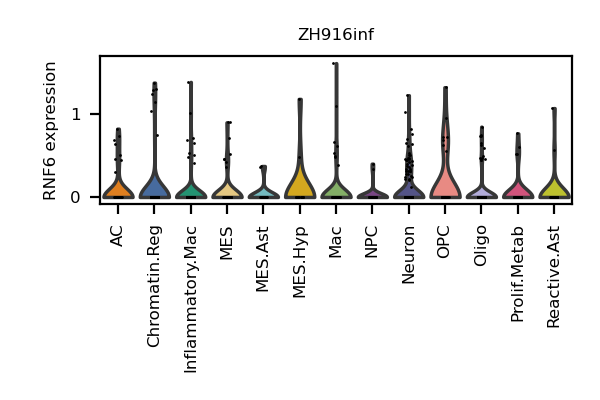 ZH916inf
RNF6 expression
1
0
AC
Chromatin.Reg
Inflammatory.Mac
MES
MES.Ast
MES.Hyp
Mac
NPC
Neuron
OPC
Oligo
Prolif.Metab
Reactive.Ast